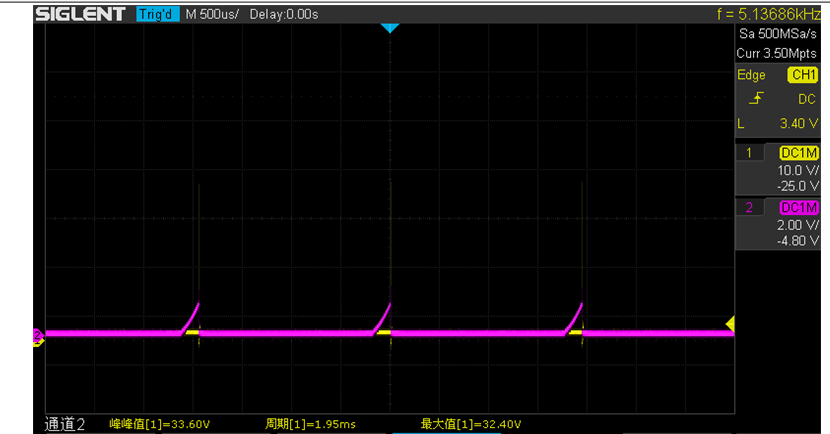 SIGLENT Trig'd M 500us/ Delay:0.00s f = 5.13686kHz
Sa 500MSa/s
Curr 3.50Mpts
Edge CH1
DC
L 3.40 V
1 DC1M
10.0 V/
-25.0 V
2 DC1M
2.00 V/
-4.80 V
2
通道2 峰峰值[1]=33.60V 周期[1]=1.95ms 最大值[1]=32.40V